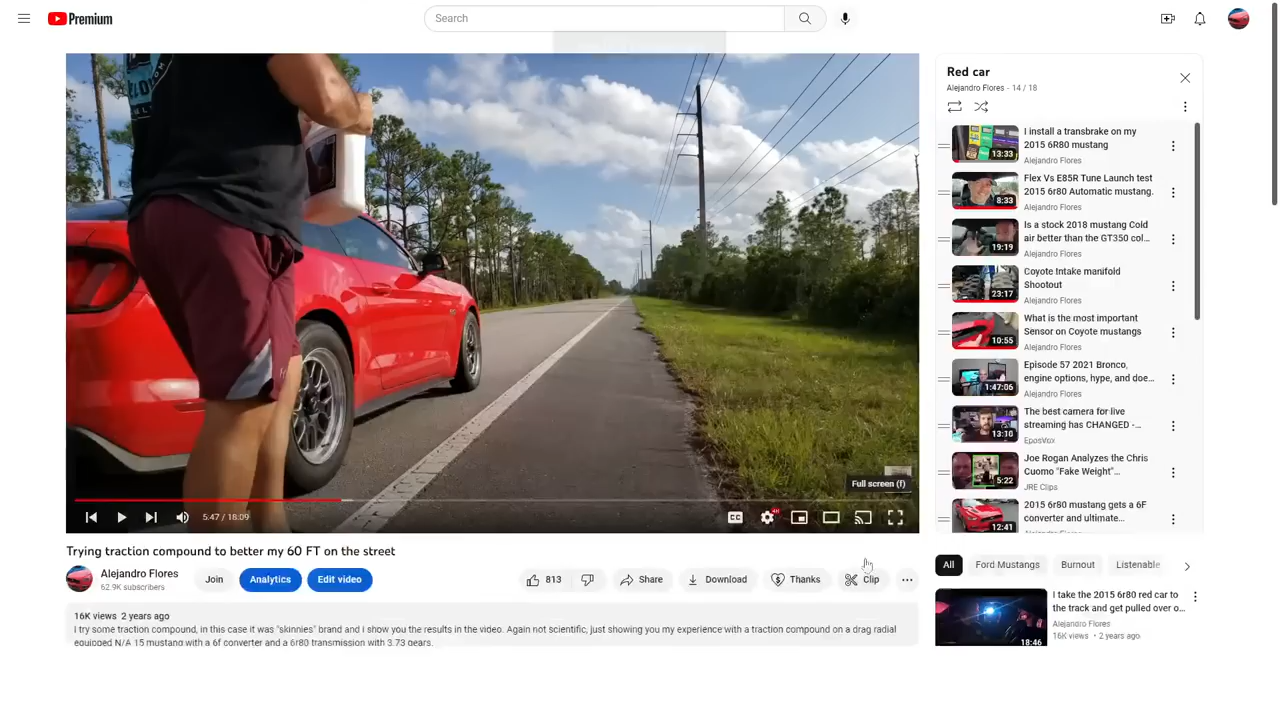 Premium
Search
Full screen (f)
5:47 / 18:09
Trying traction compound to better my 60 FT on the street
Alejandro Flores
62.9K subscribers
Join
Analytics
Edit video
813
Share
Download
Thanks
Clip
16K views 2 years ago
I try some traction compound, in this case it was "skinnies" brand and I show you the results in the video. Again not scientific, just showing you my experience with a traction compound on a drag radial
equipped N/A 15 mustang with a 6f converter and a 6r80 transmission with 3.73 gears.
Red car
Alejandro Flores - 14 / 18
I install a transbrake on my
2015 6R80 mustang
Alejandro Flores
13:33
Flex Vs E85R Tune Launch test
2015 6r80 Automatic mustang.
Alejandro Flores
8:33
Is a stock 2018 mustang Cold
air better than the GT350 col...
Alejandro Flores
19:19
Coyote Intake manifold
Shootout
Alejandro Flores
23:17
What is the most important
Sensor on Coyote mustangs
Alejandro Flores
10:55
Episode 57 2021 Bronco,
engine options, hype, and doe...
Alejandro Flores
1:47:06
The best camera for live
streaming has CHANGED -...
EposVox
13:10
Joe Rogan Analyzes the Chris
Cuomo "Fake Weight"...
JRE Clips
5:22
2015 6r80 mustang gets a 6F
converter and ultimate...
Alejandro Flores
12:41
All
Ford Mustangs
Burnout
Listenable
I take the 2015 6r80 red car to
the track and get pulled over o...
Alejandro Flores
16K views • 2 years ago
18:46